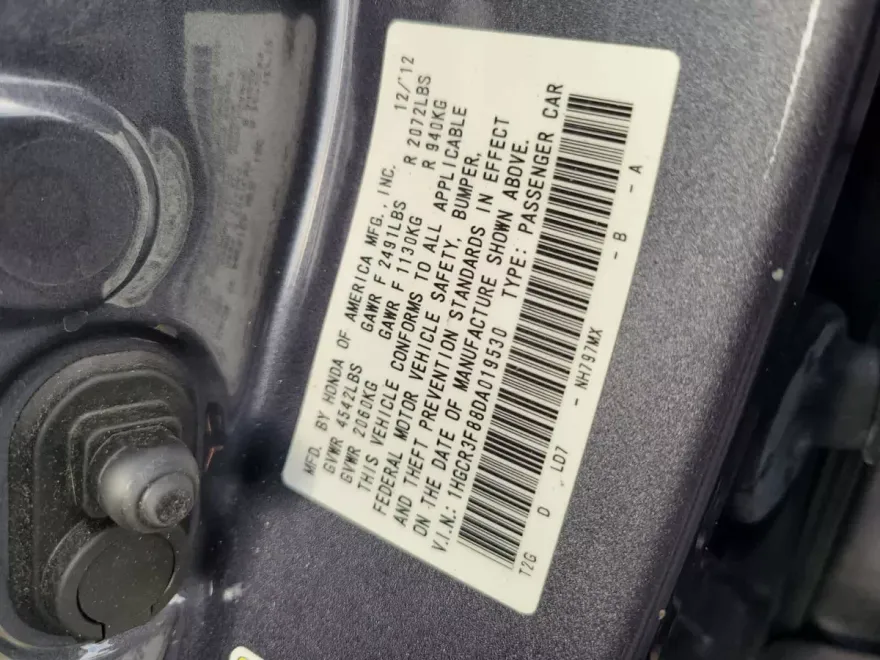 MFD. BY HONDA OF AMERICA MFG., INC. 12/'12
GVWR 4542LBS GAWR F 2491LBS R 2072LBS
GVWR 2060KG GAWR F 1130KG R 940KG
THIS VEHICLE CONFORMS TO ALL APPLICABLE
FEDERAL MOTOR VEHICLE SAFETY, BUMPER,
AND THEFT PREVENTION STANDARDS IN EFFECT
ON THE DATE OF MANUFACTURE SHOWN ABOVE.
V.I.N.: 1HGCR3F88DA019530 TYPE: PASSENGER CAR
T2G D LD7 - NH797MX - B - A